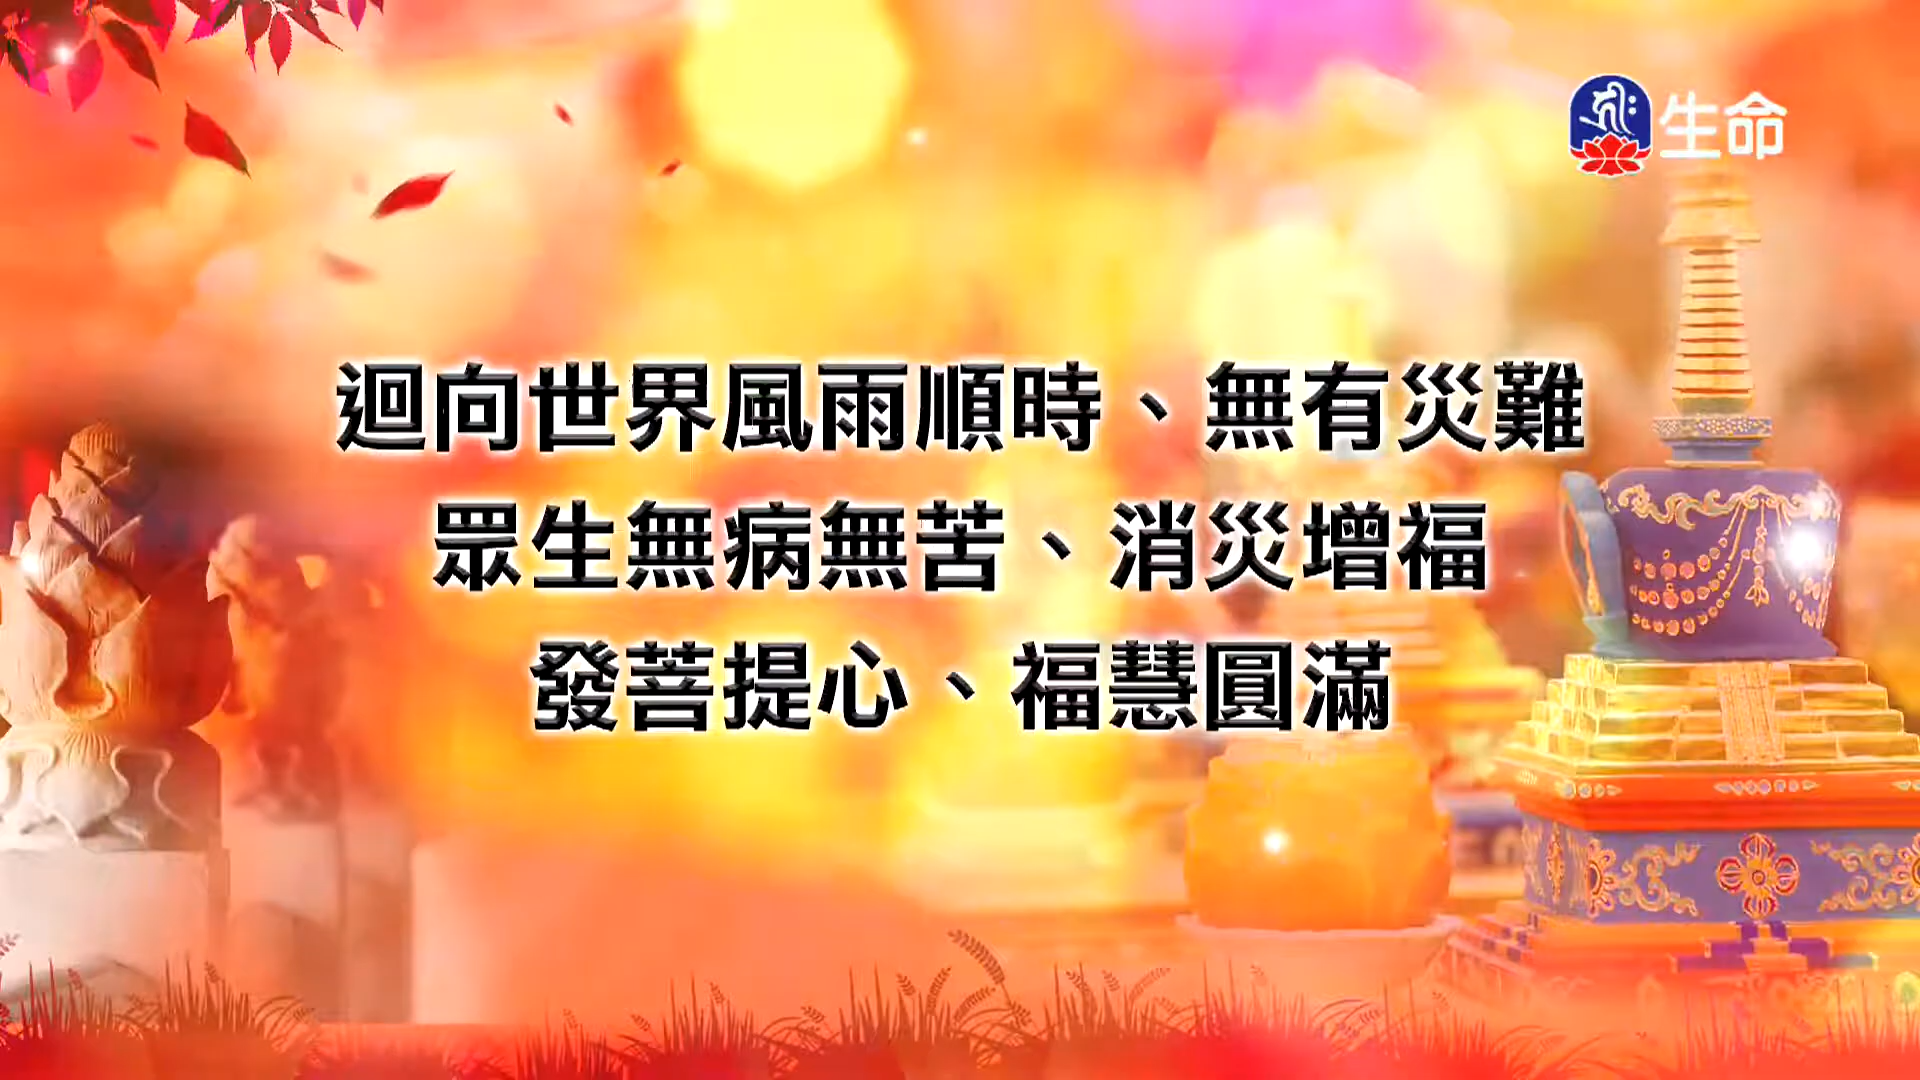 生命
迴向世界風雨順時、無有災難
眾生無病無苦、消災增福
發菩提心、福慧圓滿